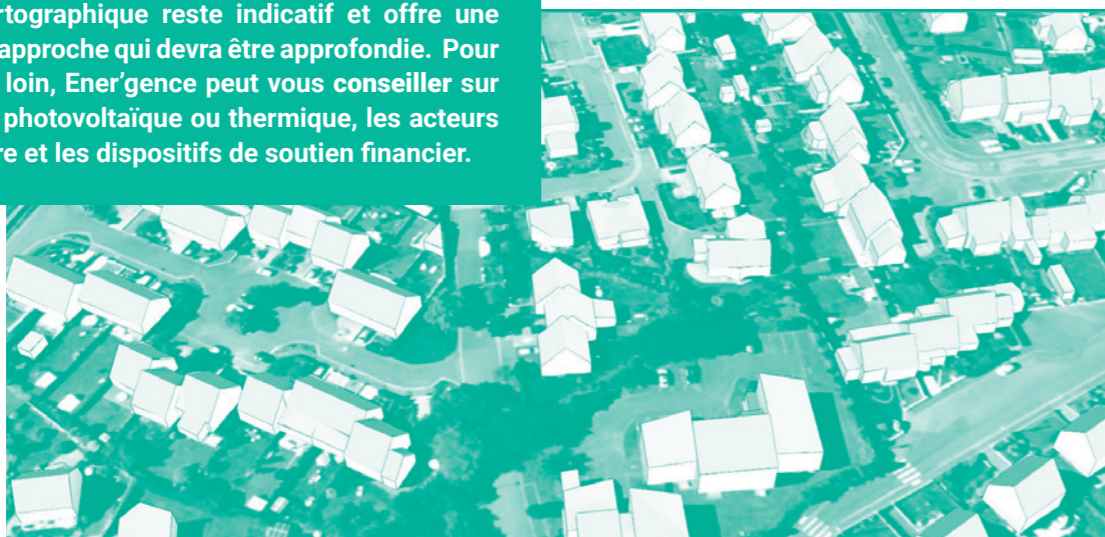 rtographique reste indicatif et offre une
approche qui devra être approfondie. Pour
loin, Ener'gence peut vous conseiller sur
photovoltaïque ou thermique, les acteurs
re et les dispositifs de soutien financier.